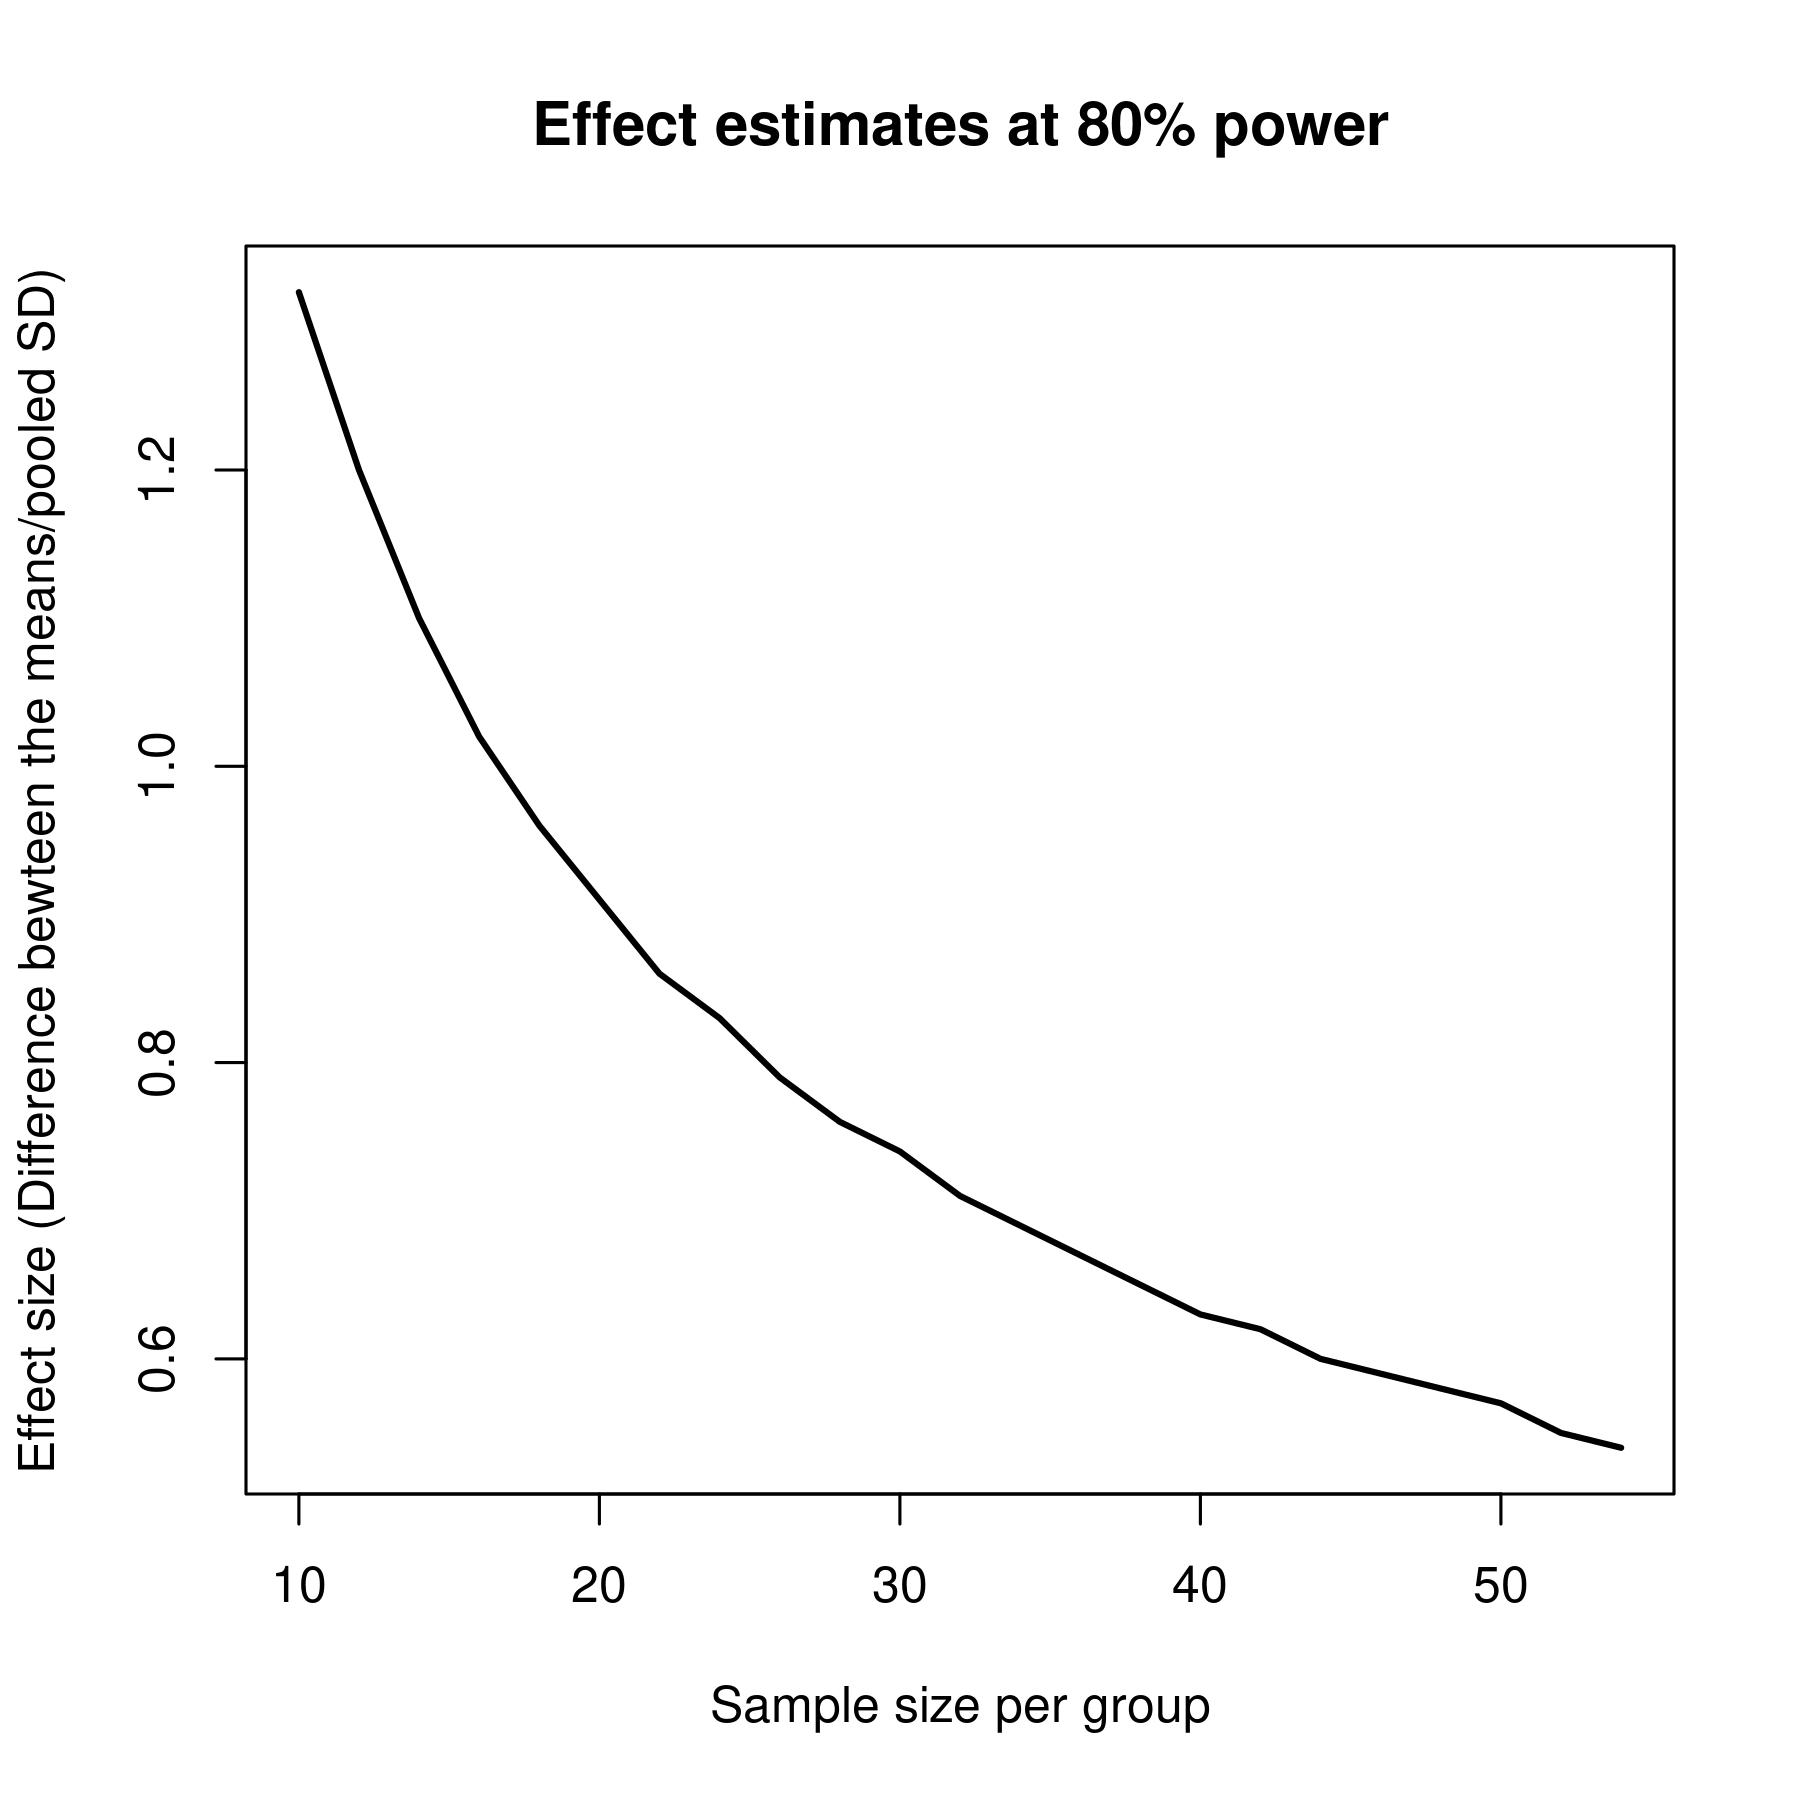 Effect estimates at 80% power
Effect size (Difference bewteen the means/pooled SD)
1.2
1.0
0.8
0.6
10 20 30 40 50
Sample size per group